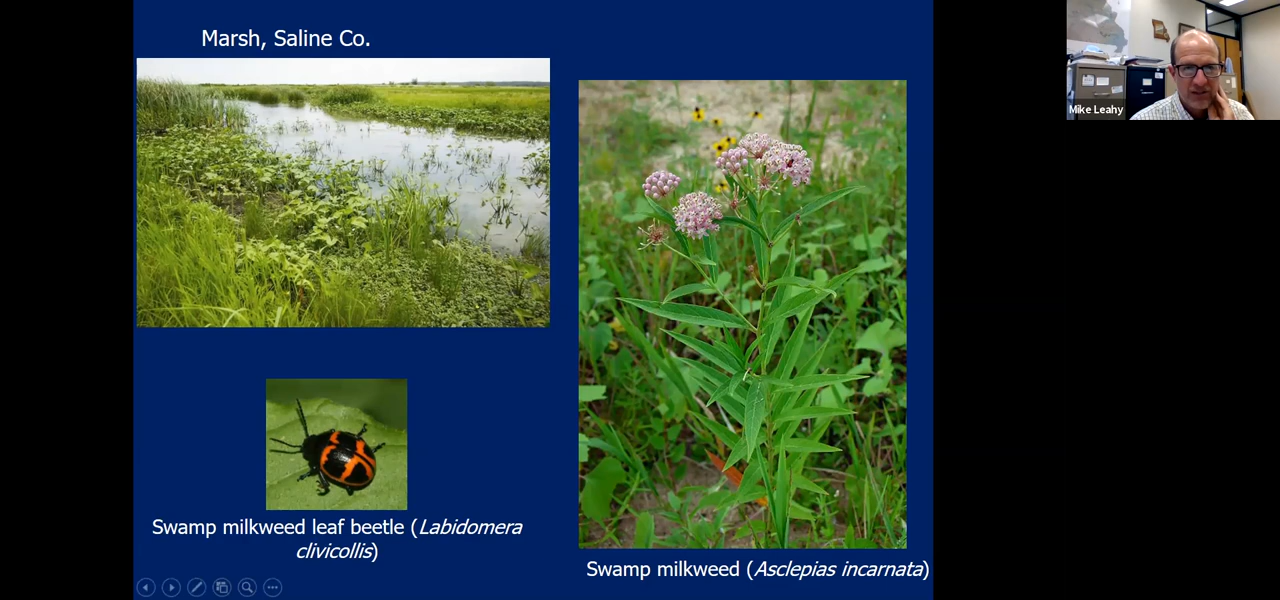 Marsh, Saline Co.
Mike Leahy
Swamp milkweed leaf beetle (Labidomera
clivicollis)
Swamp milkweed (Asclepias incarnata)